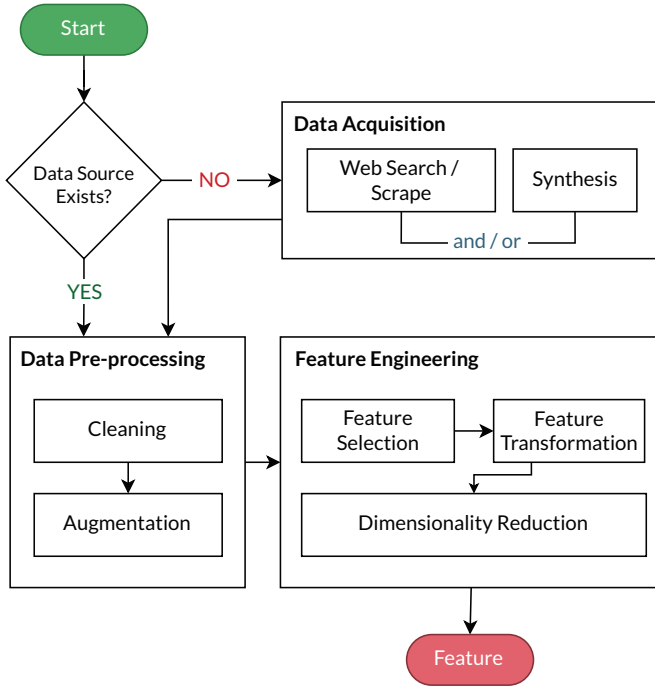 Start
Data Source
Exists?
NO
YES
Data Acquisition
Web Search /
Scrape
Synthesis
and / or
Data Pre-processing
Cleaning
Augmentation
Feature Engineering
Feature
Selection
Feature
Transformation
Dimensionality Reduction
Feature